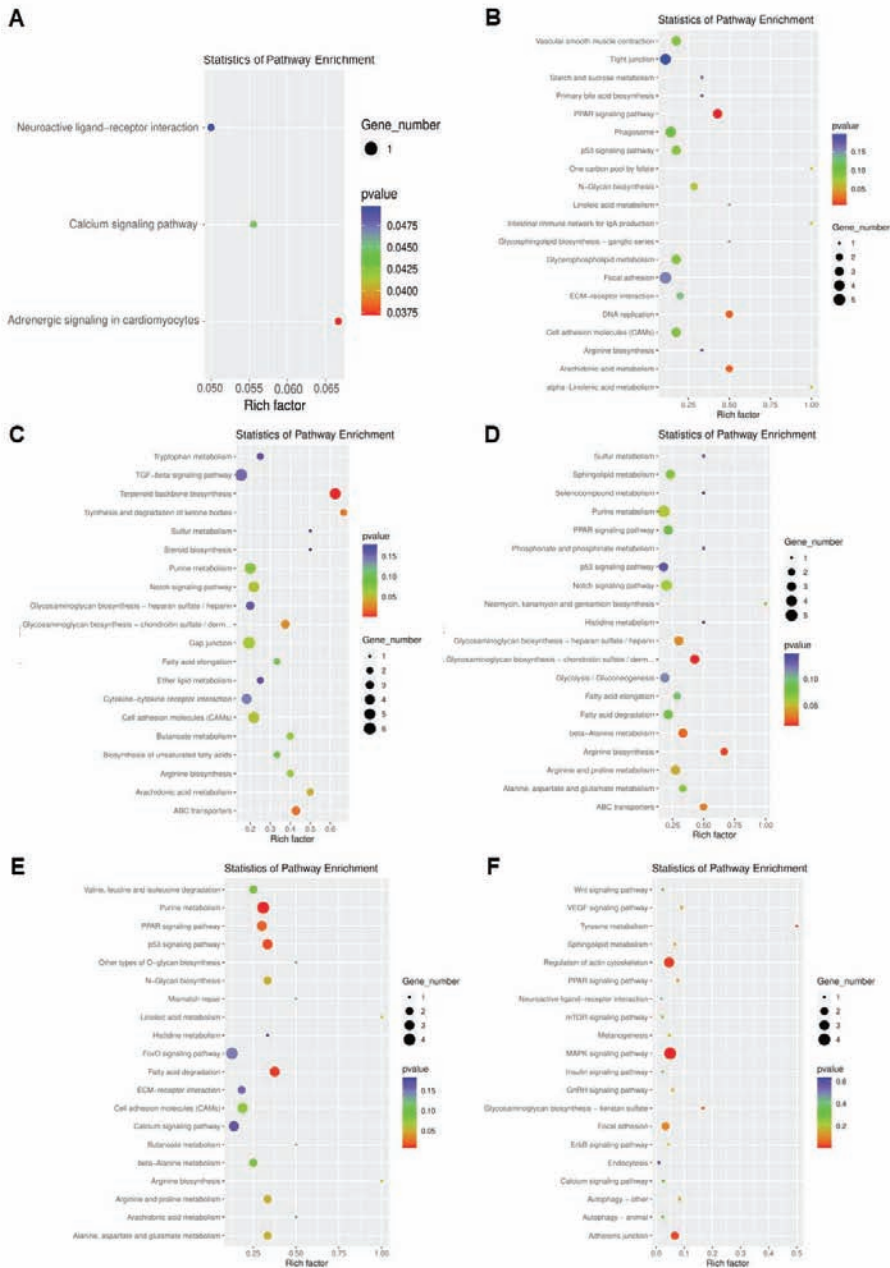 A
Statistics of Pathway Enrichment
Neuroactive ligand-receptor interaction
Calcium signaling pathway
Adrenergic signaling in cardiomyocytes
0.050 0.055 0.060 0.065
Rich factor
Gene_number
1
pvalue
0.0475
0.0450
0.0425
0.0400
0.0375
B
Statistics of Pathway Enrichment
Vascular smooth muscle contraction
Tight junction
Starch and sucrose metabolism
Primary bile acid biosynthesis
PPAR signaling pathway
Phagosome
p53 signaling pathway
One carbon pool by folate
N-Glycan biosynthesis
Linoleic acid metabolism
Intestinal immune network for IgA production
Glycosphingolipid biosynthesis - ganglio series
Glycerophospholipid metabolism
Focal adhesion
ECM-receptor interaction
DNA replication
Cell adhesion molecules (CAMs)
Arginine biosynthesis
Arachidonic acid metabolism
alpha-Linolenic acid metabolism
0.25 0.50 0.75 1.00
Rich factor
pvalue
0.15
0.10
0.05
Gene_number
1
2
3
4
5
C
Statistics of Pathway Enrichment
Tryptophan metabolism
TGF-beta signaling pathway
Terpenoid backbone biosynthesis
Synthesis and degradation of ketone bodies
Sulfur metabolism
Steroid biosynthesis
Purine metabolism
Notch signaling pathway
Glycosaminoglycan biosynthesis - heparan sulfate / heparin
Glycosaminoglycan biosynthesis - chondroitin sulfate / derm...
Gap junction
Fatty acid elongation
Ether lipid metabolism
Cytokine-cytokine receptor interaction
Cell adhesion molecules (CAMs)
Butanoate metabolism
Biosynthesis of unsaturated fatty acids
Arginine biosynthesis
Arachidonic acid metabolism
ABC transporters
0.2 0.3 0.4 0.5 0.6
Rich factor
pvalue
0.15
0.10
0.05
Gene_number
1
2
3
4
5
6
D
Statistics of Pathway Enrichment
Sulfur metabolism
Sphingolipid metabolism
Selenocompound metabolism
Purine metabolism
PPAR signaling pathway
Phosphonate and phosphinate metabolism
p53 signaling pathway
Notch signaling pathway
Neomycin, kanamycin and gentamicin biosynthesis
Histidine metabolism
Glycosaminoglycan biosynthesis - heparan sulfate / heparin
Glycosaminoglycan biosynthesis - chondroitin sulfate / derm...
Glycolysis / Gluconeogenesis
Fatty acid elongation
Fatty acid degradation
beta-Alanine metabolism
Arginine biosynthesis
Arginine and proline metabolism
Alanine, aspartate and glutamate metabolism
ABC transporters
0.25 0.50 0.75 1.00
Rich factor
Gene_number
1
2
3
4
5
pvalue
0.10
0.05
E
Statistics of Pathway Enrichment
Valine, leucine and isoleucine degradation
Purine metabolism
PPAR signaling pathway
p53 signaling pathway
Other types of O-glycan biosynthesis
N-Glycan biosynthesis
Mismatch repair
Linoleic acid metabolism
Histidine metabolism
FoxO signaling pathway
Fatty acid degradation
ECM-receptor interaction
Cell adhesion molecules (CAMs)
Calcium signaling pathway
Butanoate metabolism
beta-Alanine metabolism
Arginine biosynthesis
Arginine and proline metabolism
Arachidonic acid metabolism
Alanine, aspartate and glutamate metabolism
0.25 0.50 0.75 1.00
Rich factor
Gene_number
1
2
3
4
pvalue
0.15
0.10
0.05
F
Statistics of Pathway Enrichment
Wnt signaling pathway
VEGF signaling pathway
Tyrosine metabolism
Sphingolipid metabolism
Regulation of actin cytoskeleton
PPAR signaling pathway
Neuroactive ligand-receptor interaction
mTOR signaling pathway
Melanogenesis
MAPK signaling pathway
Insulin signaling pathway
GnRH signaling pathway
Glycosaminoglycan biosynthesis - keratan sulfate
Focal adhesion
ErbB signaling pathway
Endocytosis
Calcium signaling pathway
Autophagy - other
Autophagy - animal
Adherens junction
0.0 0.1 0.2 0.3 0.4 0.5
Rich factor
Gene_number
1
2
3
4
pvalue
0.6
0.4
0.2